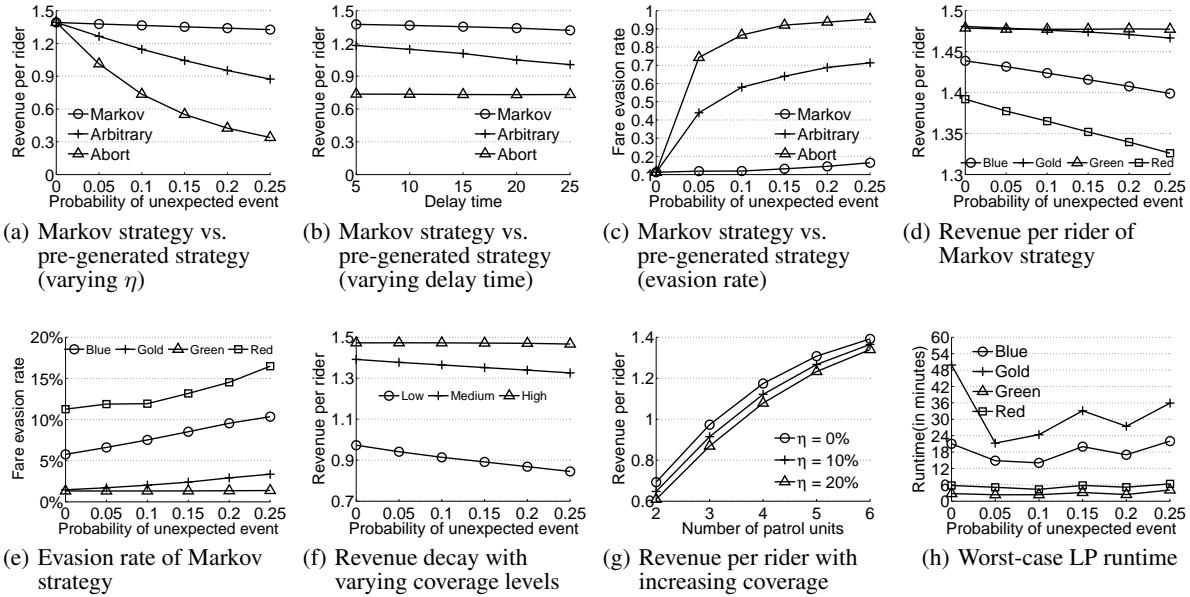 1.5
1.2
0.9
0.6
0.3
0
Revenue per rider
Markov
Arbitrary
Abort
0 0.05 0.1 0.15 0.2 0.25
Probability of unexpected event
(a) Markov strategy vs.
pre-generated strategy
(varying η)
1.5
1.2
0.9
0.6
0.3
0
Revenue per rider
Markov
Arbitrary
Abort
5 10 15 20 25
Delay time
(b) Markov strategy vs.
pre-generated strategy
(varying delay time)
1
0.9
0.8
0.7
0.6
0.5
0.4
0.3
0.2
0.1
Fare evasion rate
Markov
Arbitrary
Abort
0 0.05 0.1 0.15 0.2 0.25
Probability of unexpected event
(c) Markov strategy vs.
pre-generated strategy
(evasion rate)
1.5
1.45
1.4
1.35
1.3
Revenue per rider
Blue Gold Green Red
0 0.05 0.1 0.15 0.2 0.25
Probability of unexpected event
(d) Revenue per rider of
Markov strategy
20%
15%
10%
5%
0%
Fare evasion rate
Blue Gold Green Red
0 0.05 0.1 0.15 0.2 0.25
Probability of unexpected event
(e) Evasion rate of Markov
strategy
1.5
1.3
1.1
0.9
0.7
Revenue per rider
Low Medium High
0 0.05 0.1 0.15 0.2 0.25
Probability of unexpected event
(f) Revenue decay with
varying coverage levels
1.4
1.2
1
0.8
0.6
Revenue per rider
η = 0%
η = 10%
η = 20%
2 3 4 5 6
Number of patrol units
(g) Revenue per rider with
increasing coverage
60
54
48
42
36
30
24
18
12
6
0
Runtime(in minutes)
Blue
Gold
Green
Red
0 0.05 0.1 0.15 0.2 0.25
Probability of unexpected event
(h) Worst-case LP runtime